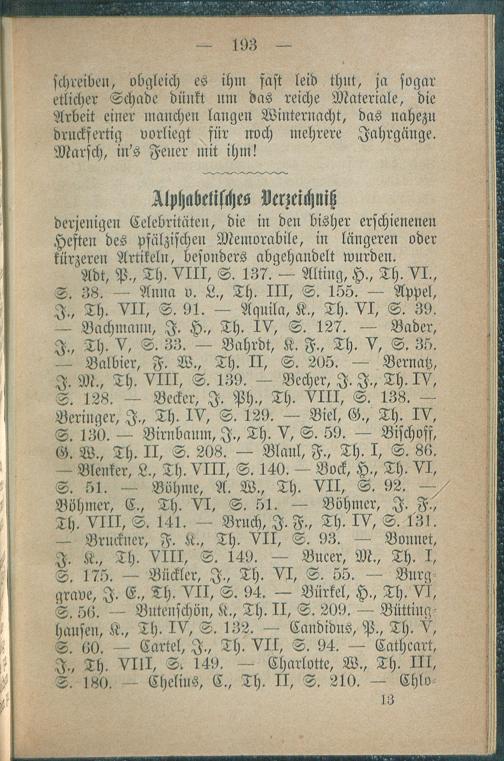 — 193 —
schreiben, obgleich es ihm fast leid thut, ja sogar
etlicher Schade dünkt um das reiche Materiale, die
Arbeit einer manchen langen Winternacht, das nahezu
druckfertig vorliegt für noch mehrere Jahrgänge.
Marsch, in's Feuer mit ihm!
Alphabetisches Verzeichniß
derjenigen Celebritäten, die in den bisher erschienenen
Heften des pfälzischen Memorabile, in längeren oder
kürzeren Artikeln, besonders abgehandelt wurden.
Adt, P., Th. VIII, S. 137. — Alting, H., Th. VI.,
S. 38. — Anna v. L., Th. III, S. 155. — Appel,
J., Th. VII, S. 91. — Aquila, K., Th. VI, S. 39.
— Bachmann, J. H., Th. IV, S. 127. — Bader,
J., Th. V, S. 33. — Bahrdt, K. F., Th. V, S. 35.
— Balbier, F. W., Th. II, S. 205. — Bernatz,
J. M., Th. VIII, S. 139. — Becher, J. J., Th. IV,
S. 128. — Becker, J. Ph., Th. VIII, S. 138. —
Beringer, J., Th. IV, S. 129. — Biel, G., Th. IV,
S. 130. — Birnbaum, J., Th. V, S. 59. — Bischoff,
G. W., Th. II, S. 208. — Blaul, F., Th. I, S. 86.
— Blenker, L., Th. VIII, S. 140. — Bock, H., Th. VI,
S. 51. — Böhme, A. W., Th. VII, S. 92. —
Böhmer, C., Th. VI, S. 51. — Böhmer, J. F.,
Th. VIII, S. 141. — Bruch, J. F., Th. IV, S. 131.
— Bruckner, F. K., Th. VII, S. 93. — Bonnet,
J. K., Th. VIII, S. 149. — Bucer, M., Th. I,
S. 175. — Bückler, J., Th. VI, S. 55. — Burg-
grave, J. E., Th. VII, S. 94. — Bürkel, H., Th. VI,
S. 56. — Butenschön, K., Th. II, S. 209. — Bütting-
hausen, K., Th. IV, S. 132. — Candidus, P., Th. V,
S. 60. — Cartel, J., Th. VII, S. 94. — Cathcart,
J., Th. VIII, S. 149. — Charlotte, W., Th. III,
S. 180. — Chelius, C., Th. II, S. 210. — Chlo-
13